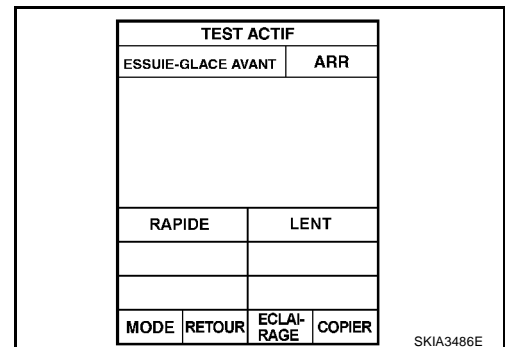 TEST ACTIF
ESSUIE-GLACE AVANT ARR
RAPIDE LENT
MODE RETOUR ECLAI-
RAGE COPIER
SKIA3486E